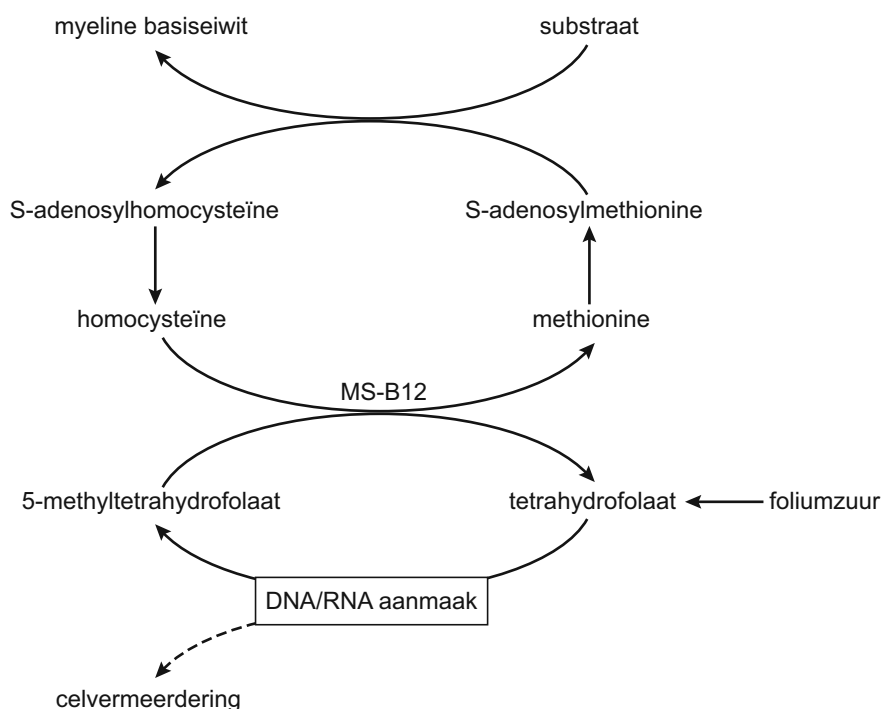 myeline basiseiwit
substraat
S-adenosylhomocysteïne
S-adenosylmethionine
homocysteïne
methionine
MS-B12
5-methyltetrahydrofolaat
tetrahydrofolaat
foliumzuur
DNA/RNA aanmaak
celvermeerdering